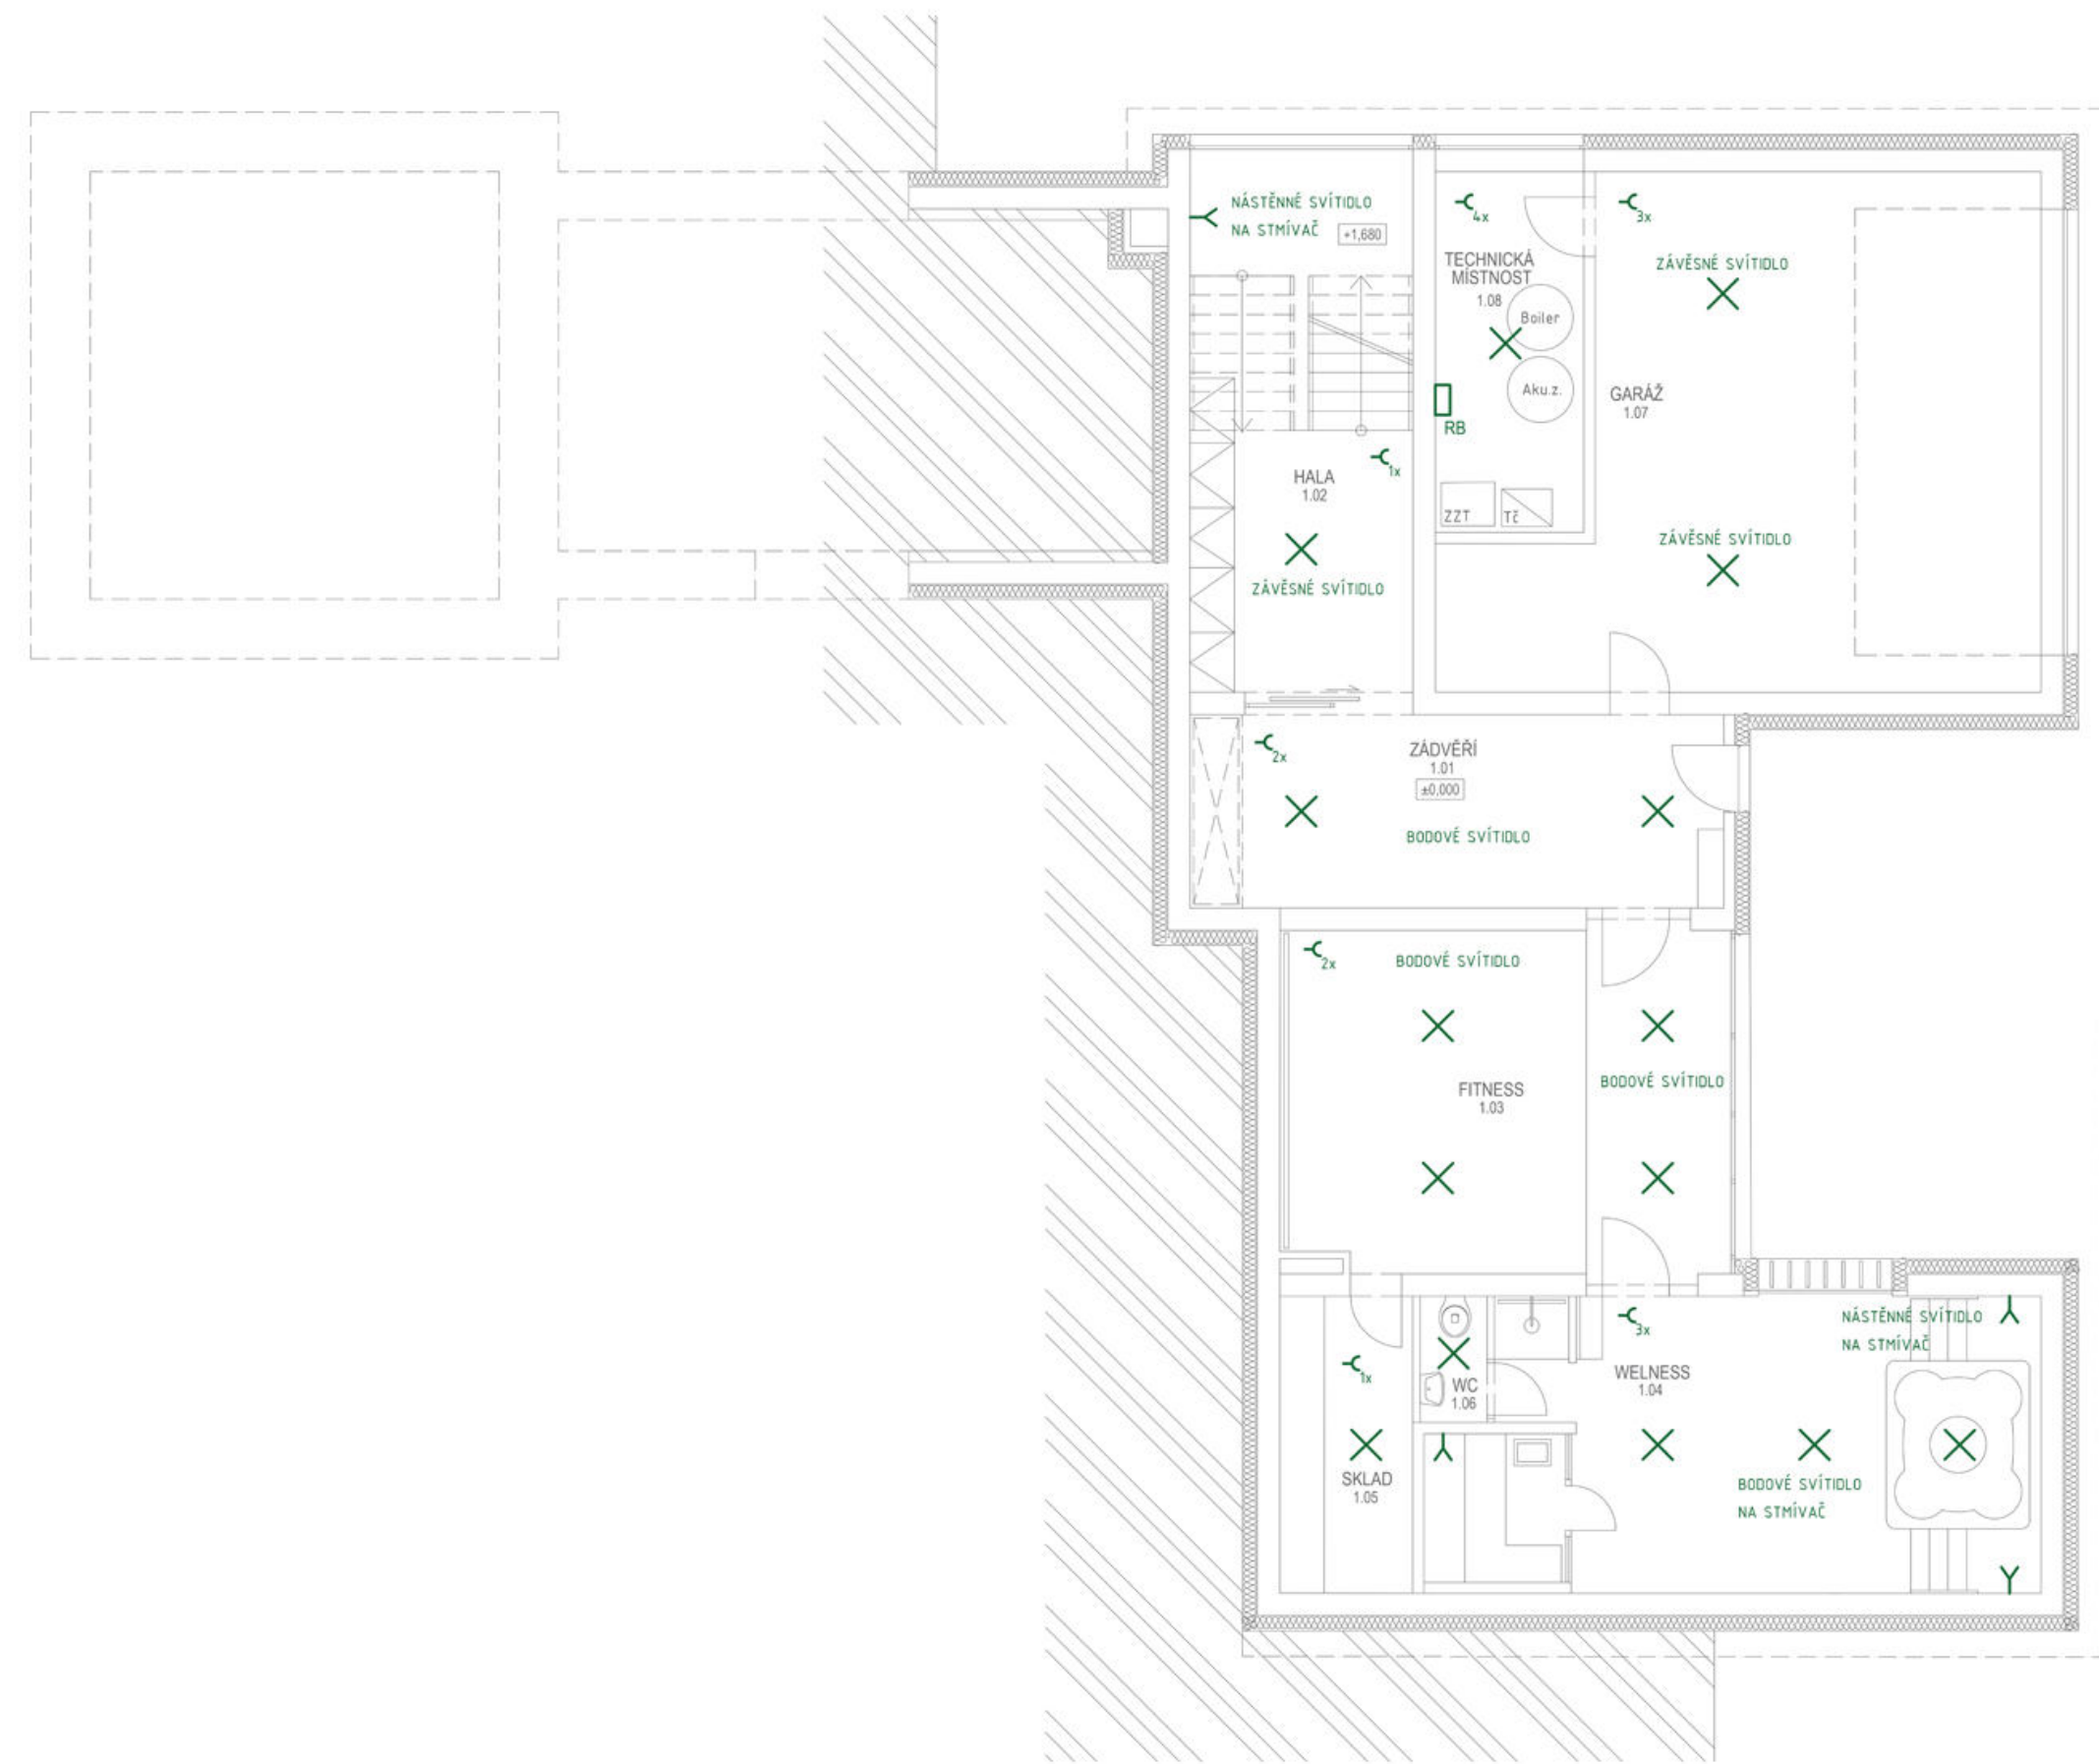 NÁSTĚNNÉ SVÍTIDLO
NA STMÍVAČ
+1,680
4x
3x
TECHNICKÁ
MÍSTNOST
1.08
ZÁVĚSNÉ SVÍTIDLO
Boiler
Aku.z.
GARÁŽ
1.07
RB
1x
HALA
1.02
ZZT
Tč
ZÁVĚSNÉ SVÍTIDLO
ZÁVĚSNÉ SVÍTIDLO
2x
ZÁDVĚŘÍ
1.01
±0,000
BODOVÉ SVÍTIDLO
2x
BODOVÉ SVÍTIDLO
BODOVÉ SVÍTIDLO
FITNESS
1.03
3x
NÁSTĚNNÉ SVÍTIDLO
NA STMÍVAČ
1x
WC
1.06
WELNESS
1.04
SKLAD
1.05
BODOVÉ SVÍTIDLO
NA STMÍVAČ